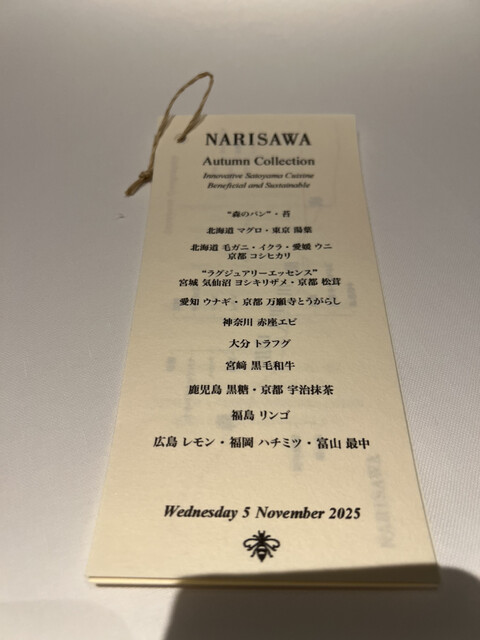 NARISAWA
Autumn Collection
Innovative Satoyama Cuisine
Beneficial and Sustainable
“森のパン”・苔
北海道 マグロ・東京 湯葉
北海道 毛ガニ・イクラ・愛媛 ウニ
京都 コシヒカリ
“ラグジュアリーエッセンス”
宮城 気仙沼 ヨシキリザメ・京都 松茸
愛知 ウナギ・京都 万願寺とうがらし
神奈川 赤座エビ
大分 トラフグ
宮崎 黒毛和牛
鹿児島 黒糖・京都 宇治抹茶
福島 リンゴ
広島 レモン・福岡 ハチミツ・富山 最中
Wednesday 5 November 2025